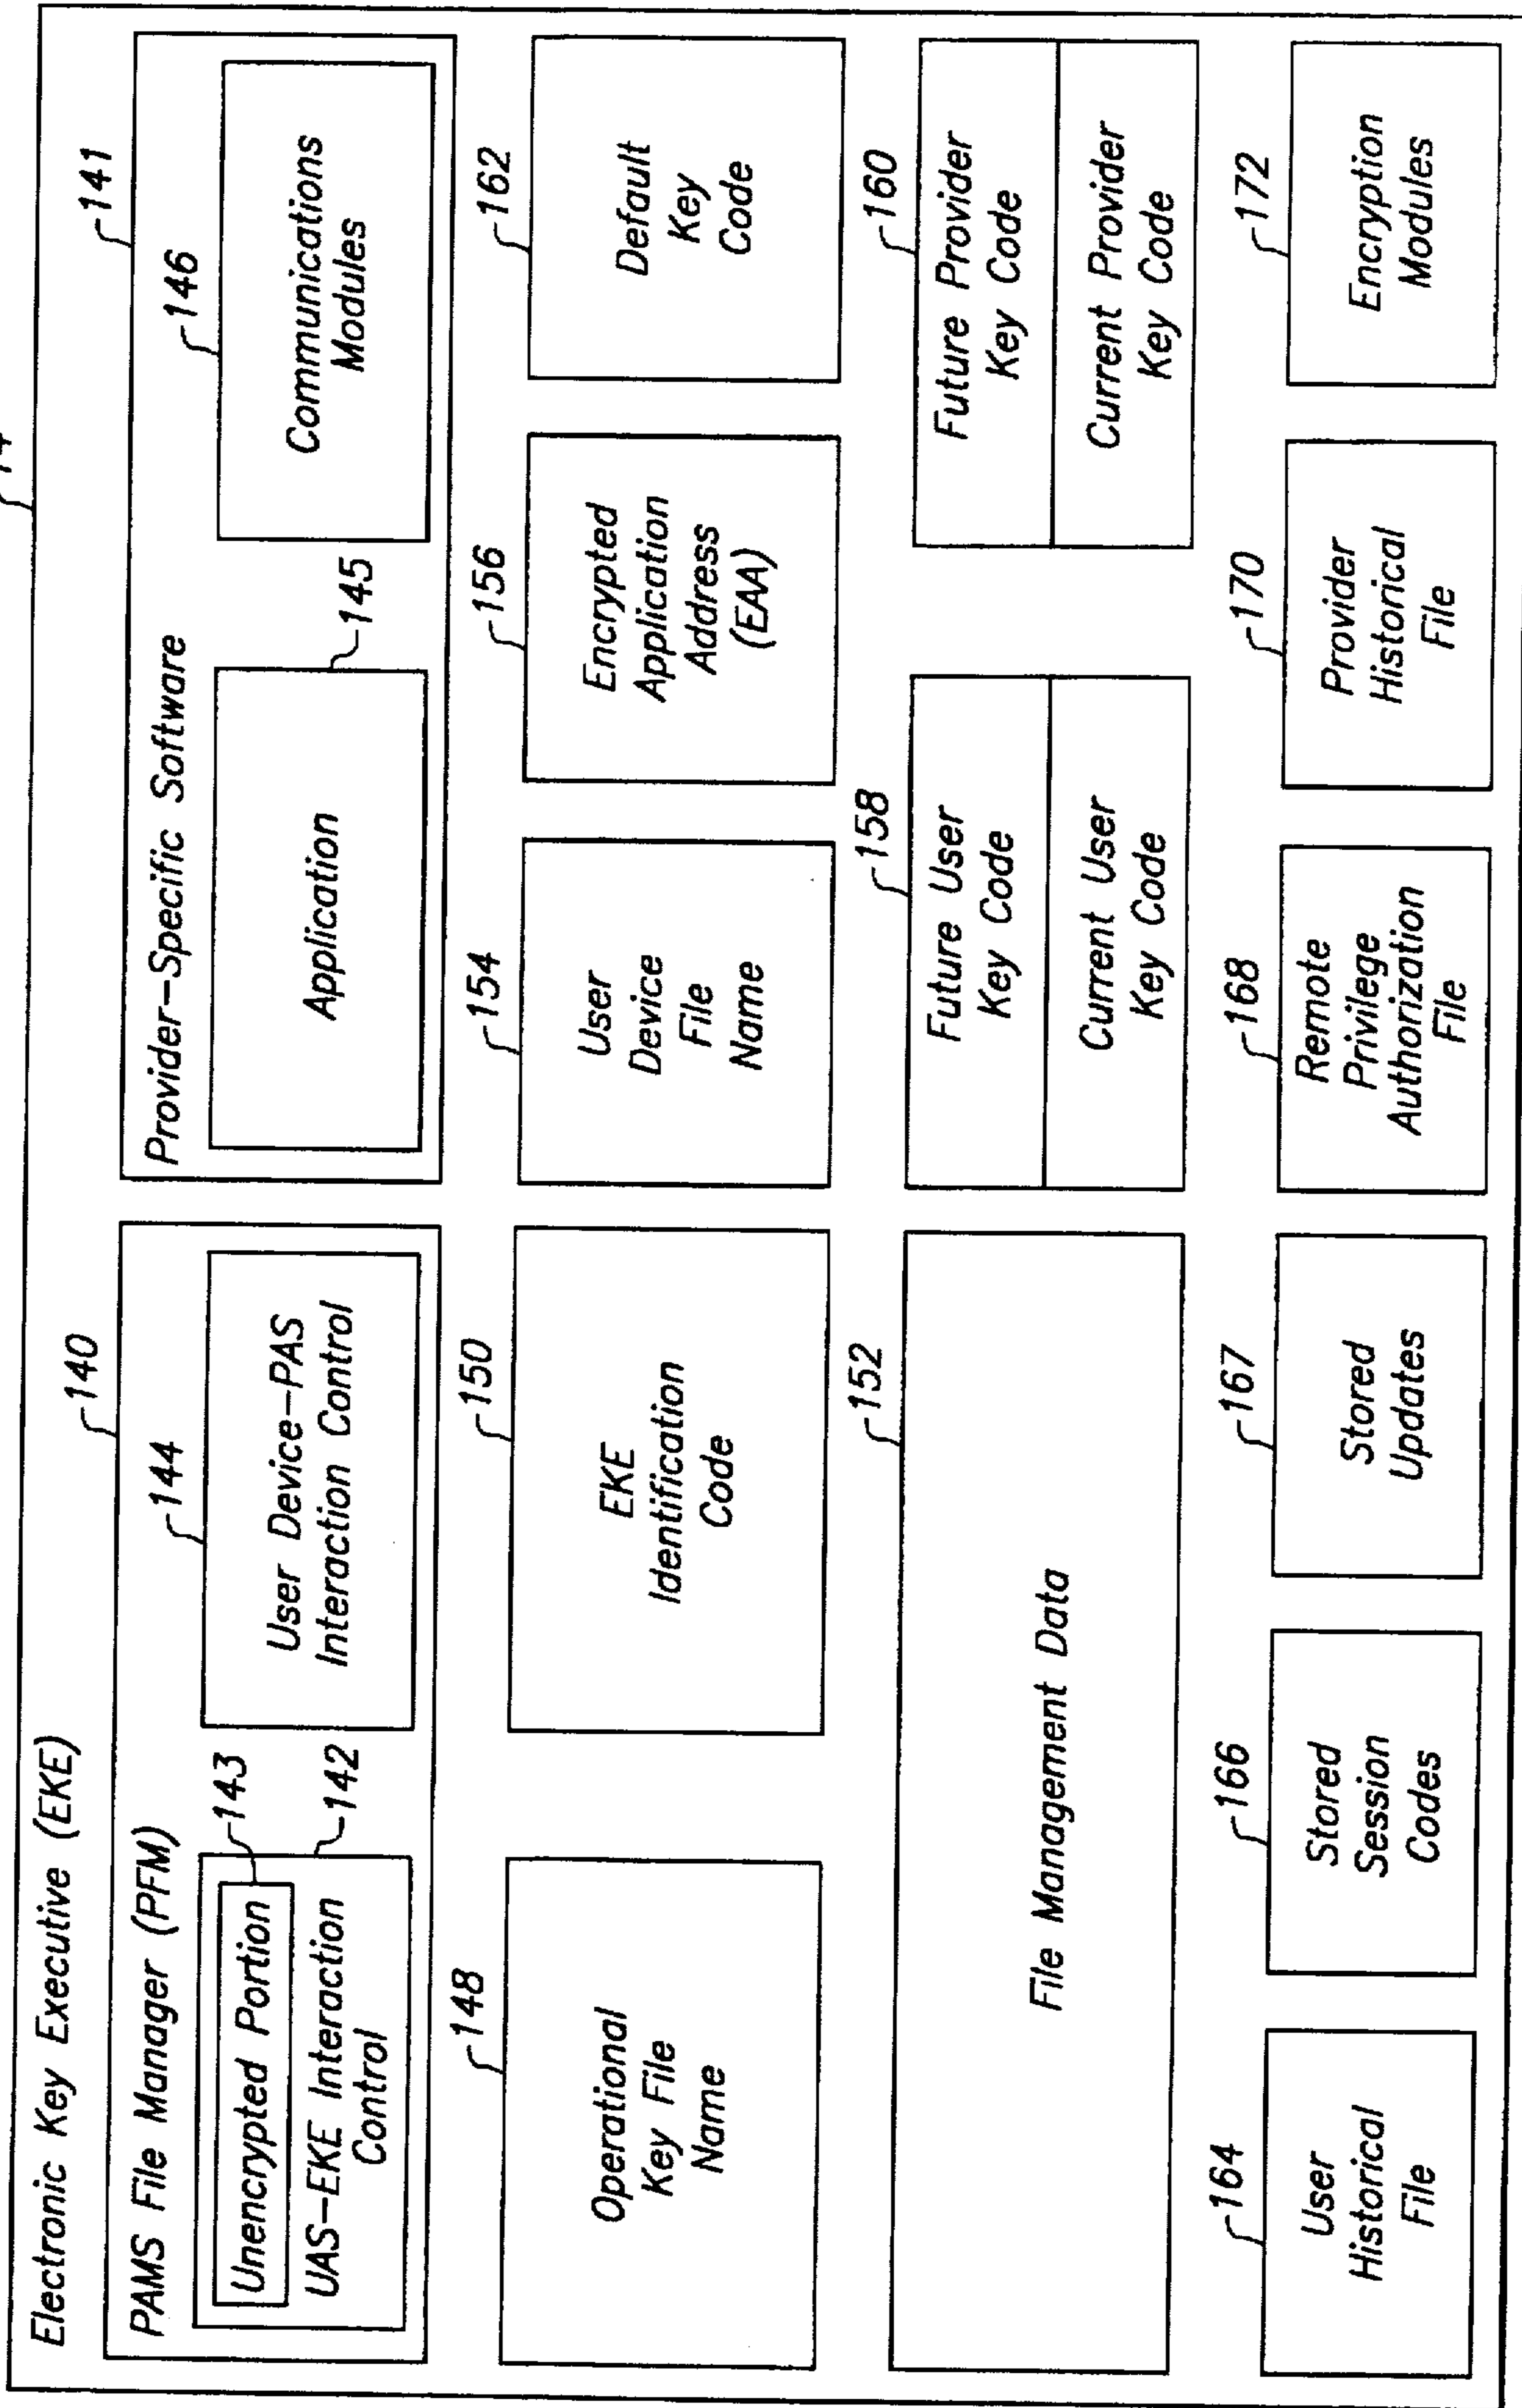 Electronic Key Executive (EKE)
140
141
PAMS File Manager (PFM)
143
142
144
Unencrypted Portion
UAS-EKE Interaction
Control
User Device-PAS
Interaction Control
Provider-Specific Software
145
146
Application
Communications
Modules
148
Operational
Key File
Name
150
EKE
Identification
Code
154
User
Device
File
Name
156
Encrypted
Application
Address
(EAA)
162
Default
Key
Code
152
File Management Data
158
Future User
Key Code
Current User
Key Code
160
Future Provider
Key Code
Current Provider
Key Code
164
User
Historical
File
166
Stored
Session
Codes
167
Stored
Updates
168
Remote
Privilege
Authorization
File
170
Provider
Historical
File
172
Encryption
Modules